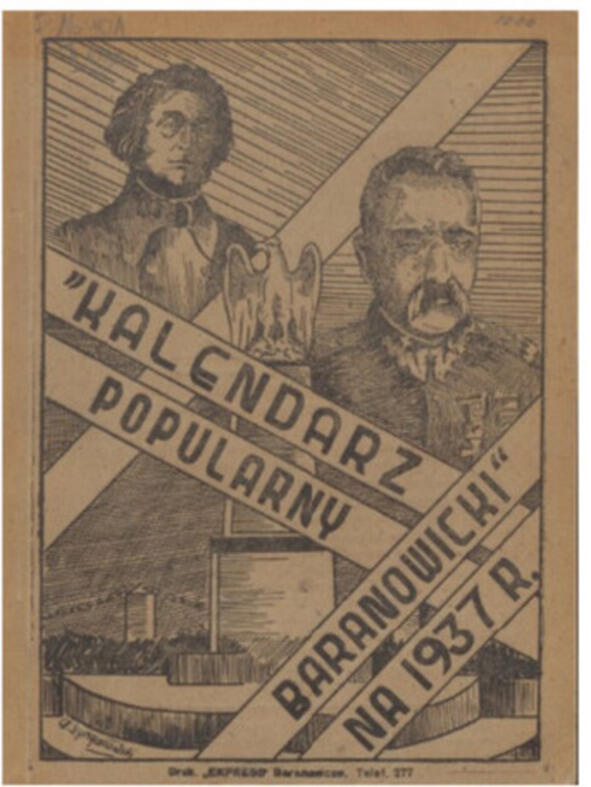 "KALENDARZ
POPULARNY
BARANOWICKI"
NA 1937 R.
Druk. „EXPRESS" Baranowicze, Telef. 277